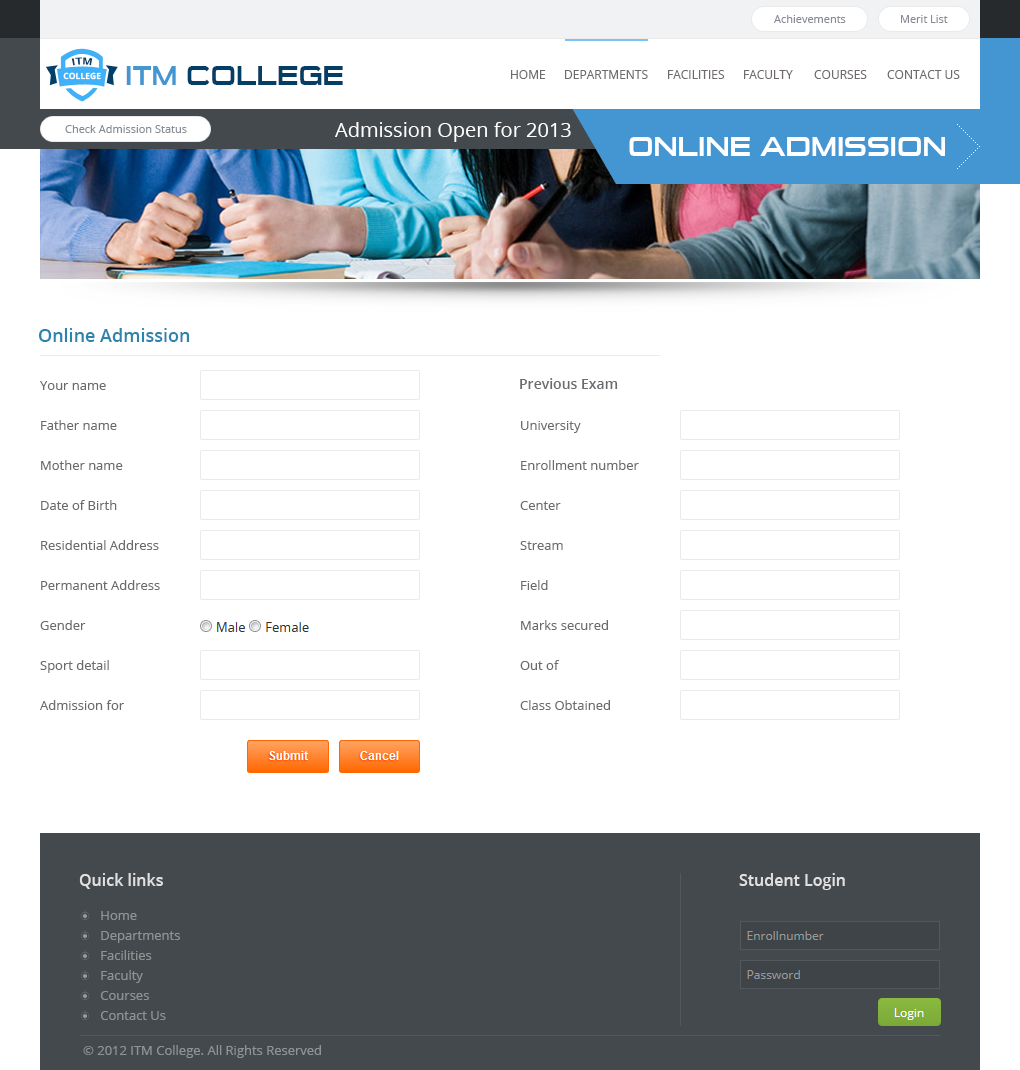 Achievements
Merit List
ITM
COLLEGE
ITM COLLEGE
HOME DEPARTMENTS FACILITIES FACULTY COURSES CONTACT US
Check Admission Status
Admission Open for 2013
ONLINE ADMISSION
Online Admission
Your name
Previous Exam
Father name
University
Mother name
Enrollment number
Date of Birth
Center
Residential Address
Stream
Permanent Address
Field
Gender
Male Female
Marks secured
Sport detail
Out of
Admission for
Class Obtained
Submit
Cancel
Quick links
Home
Departments
Facilities
Faculty
Courses
Contact Us
Student Login
Enrollnumber
Password
Login
© 2012 ITM College. All Rights Reserved